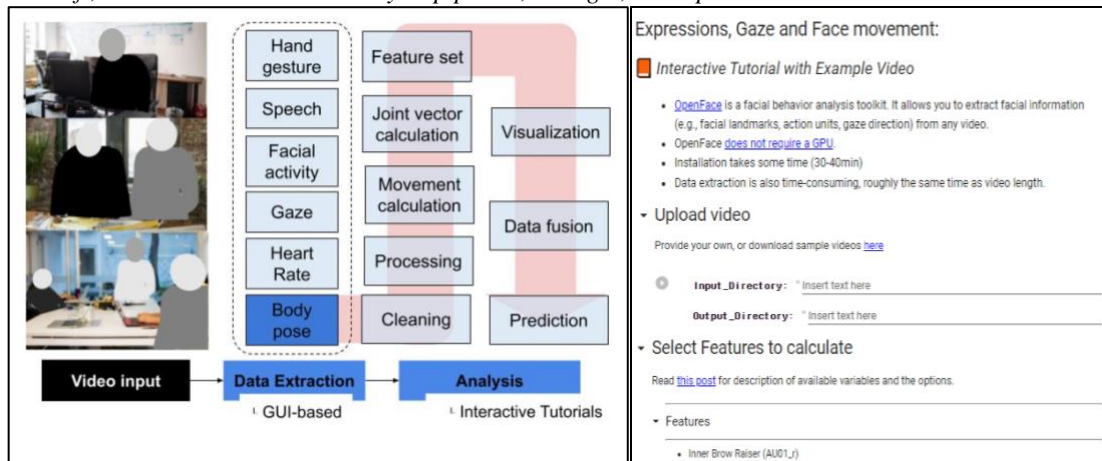 Hand
gesture
Speech
Facial
activity
Gaze
Heart
Rate
Body
pose
Feature set
Joint vector
calculation
Movement
calculation
Processing
Cleaning
Visualization
Data fusion
Prediction
Video input
Data Extraction
Analysis
L GUI-based
L Interactive Tutorials
Expressions, Gaze and Face movement:
Interactive Tutorial with Example Video
• OpenFace is a facial behavior analysis toolkit. It allows you to extract facial information
(e.g., facial landmarks, action units, gaze direction) from any video.
• OpenFace does not require a GPU.
• Installation takes some time (30-40min)
• Data extraction is also time-consuming, roughly the same time as video length.
Upload video
Provide your own, or download sample videos here
Input_Directory: "Insert text here
Output_Directory: "Insert text here
Select Features to calculate
Read this post for description of available variables and the options.
Features
• Inner Brow Raiser (AU01_r)